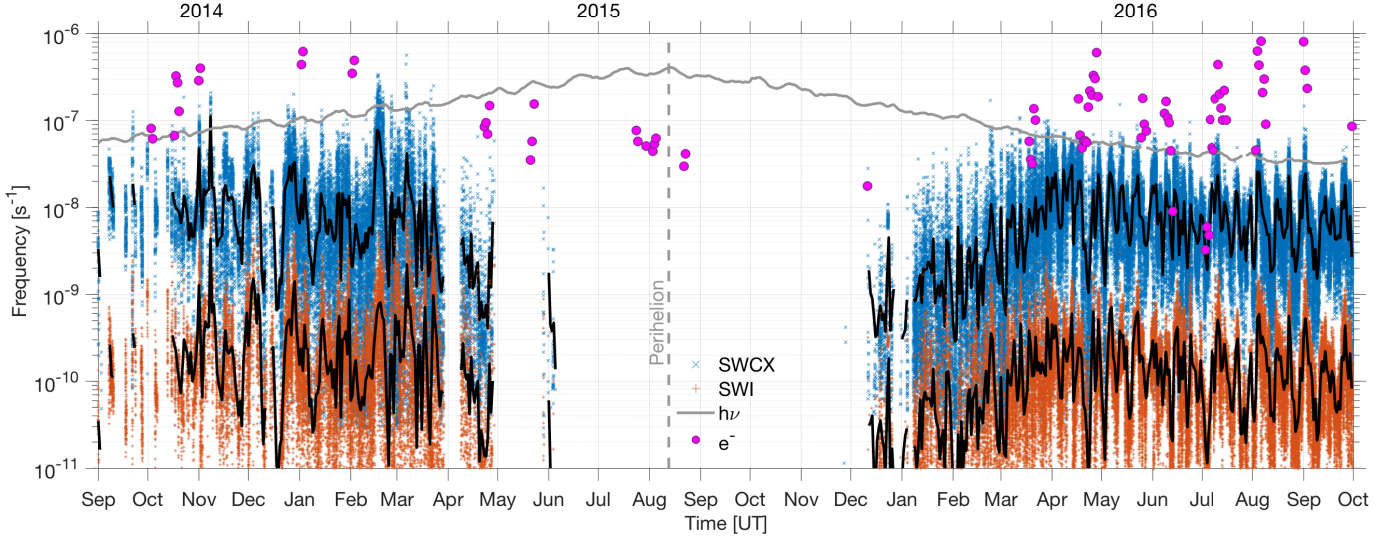 2014 2015 2016
10^-6
10^-7
10^-8
10^-9
10^-10
10^-11
Frequency [s^-1]
Perihelion
SWCX
SWI
hν
e^-
Sep Oct Nov Dec Jan Feb Mar Apr May Jun Jul Aug Sep Oct Nov Dec Jan Feb Mar Apr May Jun Jul Aug Sep Oct
Time [UT]